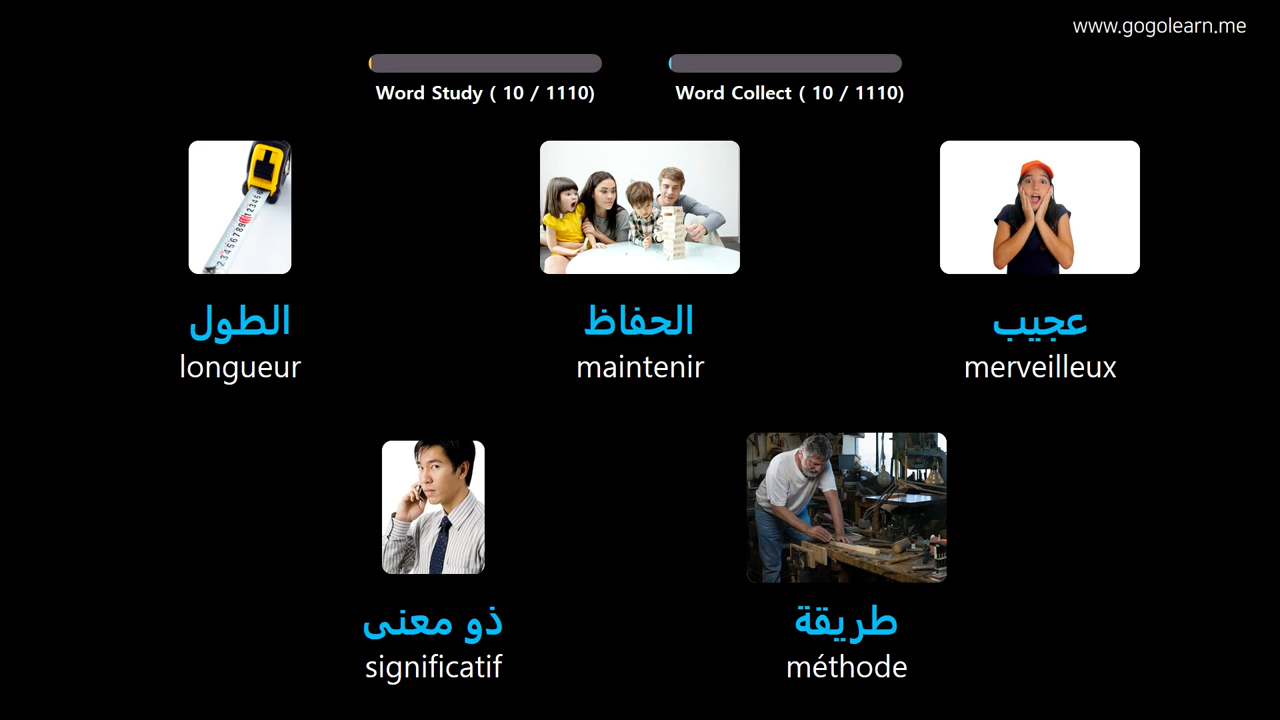 www.gogolearn.me
Word Study ( 10 / 1110)
Word Collect ( 10 / 1110)
الطول
longueur
الحفاظ
maintenir
عجيب
merveilleux
ذو معنى
significatif
طريقة
méthode